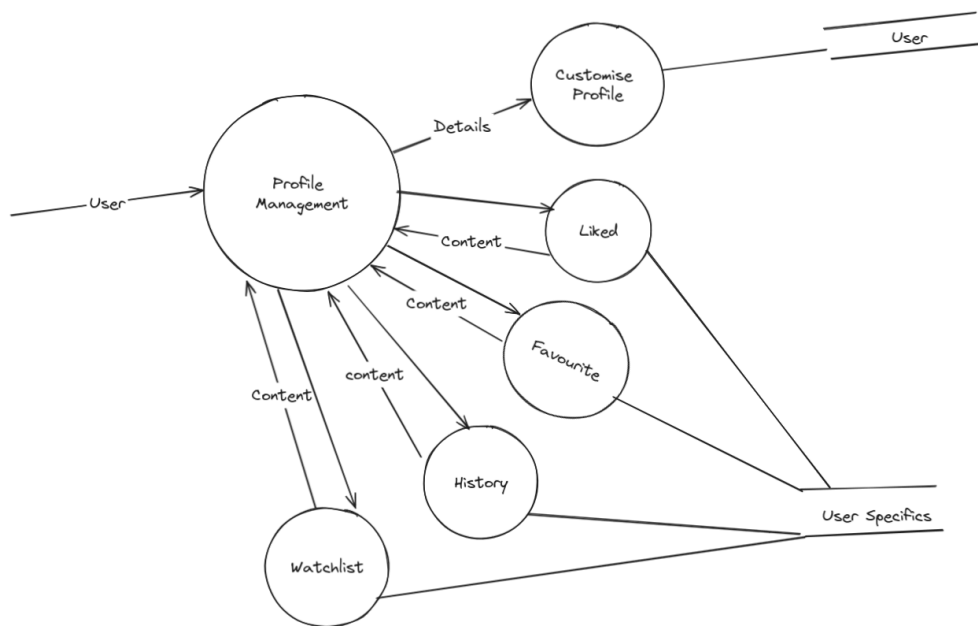 User
Customise
Profile
Details
Profile
Management
User
Liked
Content
Content
Favourite
content
Content
History
User Specifics
Watchlist